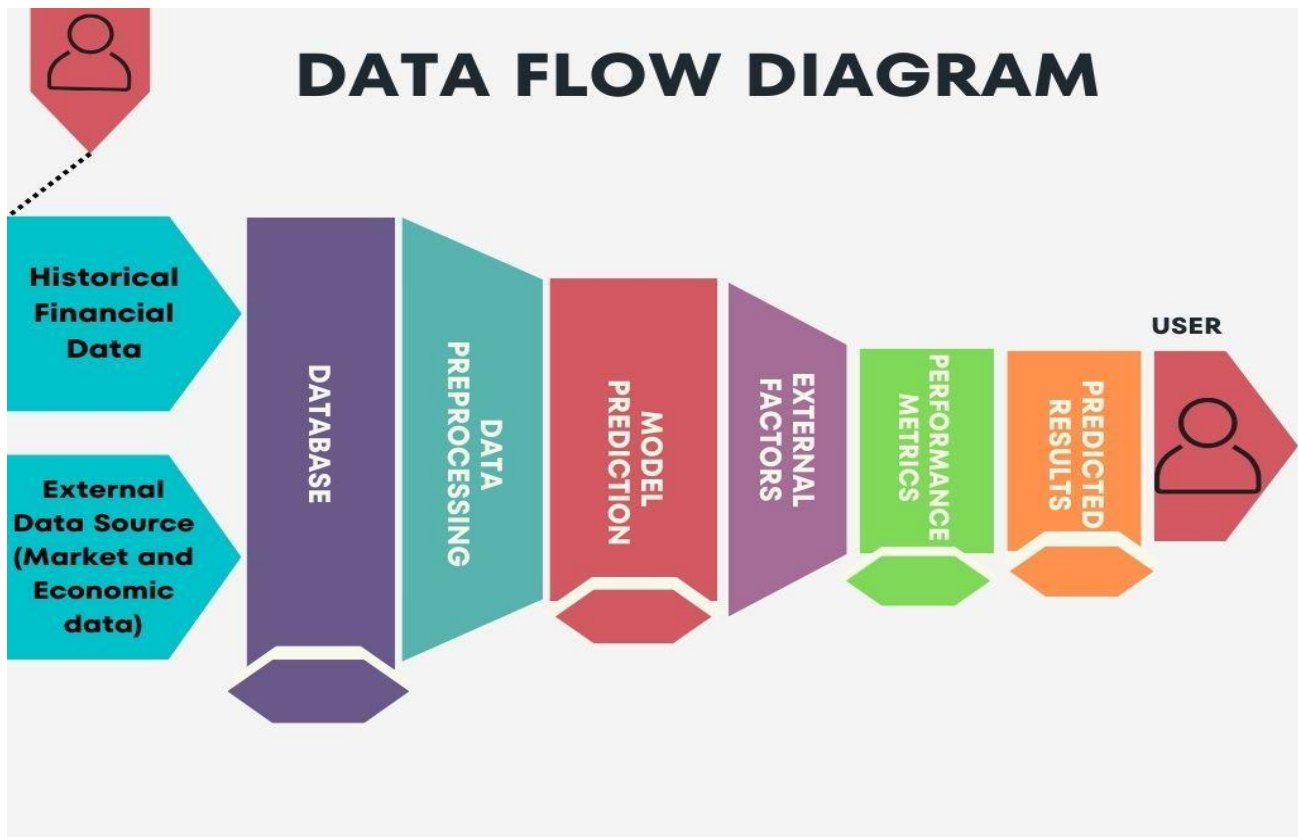 DATA FLOW DIAGRAM
Historical
Financial
Data
External
Data Source
(Market and
Economic
data)
DATABASE
DATA
PREPROCESSING
MODEL
PREDICTION
EXTERNAL
FACTORS
PERFORMANCE
METRICS
PREDICTED
RESULTS
USER